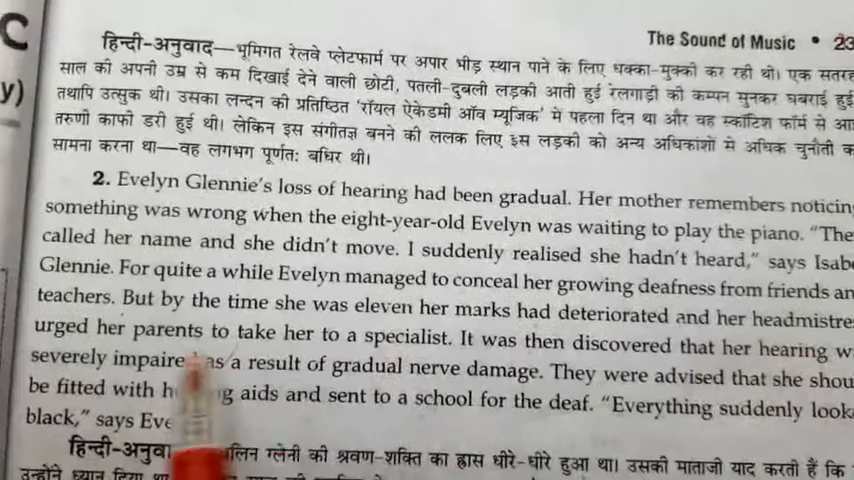 C
y)
The Sound of Music • 23
हिन्दी-अनुवाद—भूमिगत रेलवे प्लेटफार्म पर अपार भीड़ स्थान पाने के लिए धक्का-मुक्की कर रही थी। एक सतरह
साल की अपनी उम्र से कम दिखाई देने वाली छोटी, पतली-दुबली लड़की आती हुई रेलगाड़ी की कम्पन सुनकर घबराई हुई
तथापि उत्सुक थी। उसका लन्दन की प्रतिष्ठित ‘रॉयल ऐकेडमी ऑव म्यूजिक’ में पहला दिन था और वह स्कॉटिश फॉर्म से
तरुणी काफी डरी हुई थी। लेकिन इस संगीतज्ञ बनने की ललक लिए इस लड़की को अन्य अधिकांशो मे अधिक चुनौती
सामना करना था—वह लगभग पूर्णतः बधिर थी।
2. Evelyn Glennie’s loss of hearing had been gradual. Her mother remembers noticin
something was wrong when the eight-year-old Evelyn was waiting to play the piano. “The
called her name and she didn’t move. I suddenly realised she hadn’t heard,” says Isabe
Glennie. For quite a while Evelyn managed to conceal her growing deafness from friends an
teachers. But by the time she was eleven her marks had deteriorated and her headmistre
urged her parents to take her to a specialist. It was then discovered that her hearing w
severely impaire as a result of gradual nerve damage. They were advised that she shou
be fitted with h g aids and sent to a school for the deaf. “Everything suddenly look
black,” says Eve
हिन्दी-अनुवा लिन ग्लेनी की श्रवण-शक्ति का ह्रास धीरे-धीरे हुआ था। उसकी माताजी याद करती हैं कि
उन्होंने ध्यान दिया था